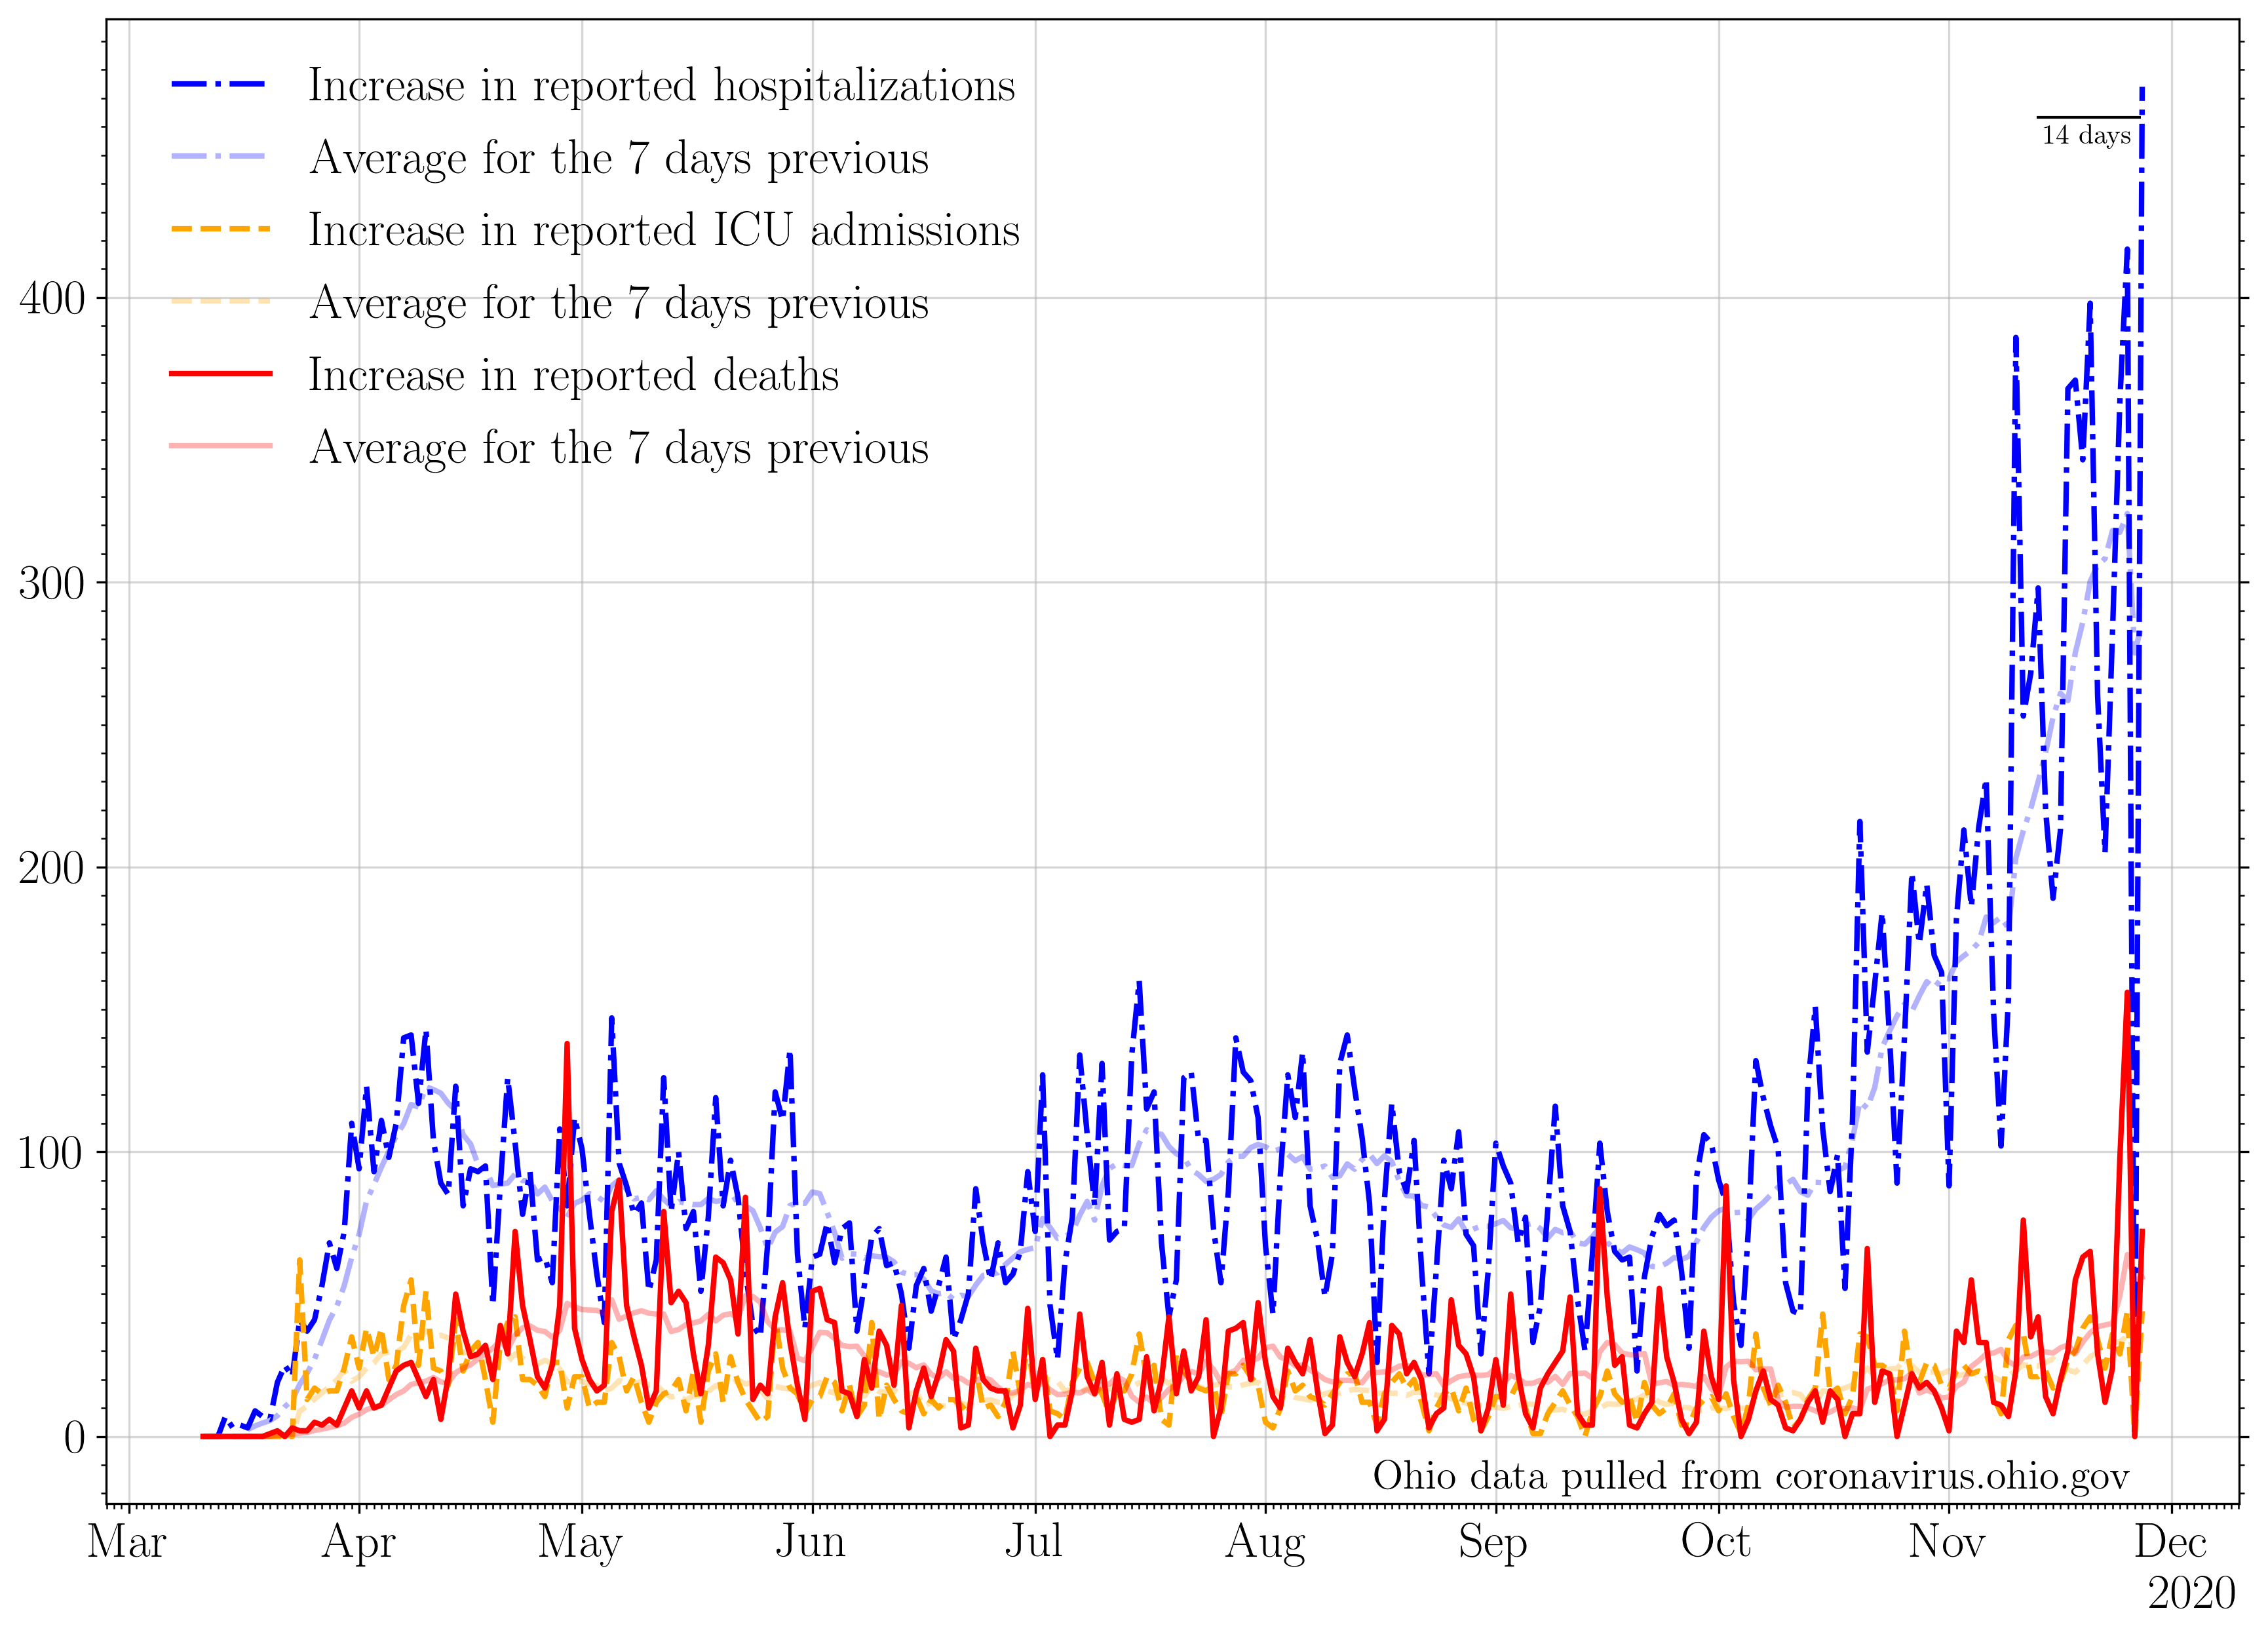 Increase in reported hospitalizations
Average for the 7 days previous
Increase in reported ICU admissions
Average for the 7 days previous
Increase in reported deaths
Average for the 7 days previous
14 days
400
300
200
100
0
Ohio data pulled from coronavirus.ohio.gov
Mar Apr May Jun Jul Aug Sep Oct Nov Dec
2020